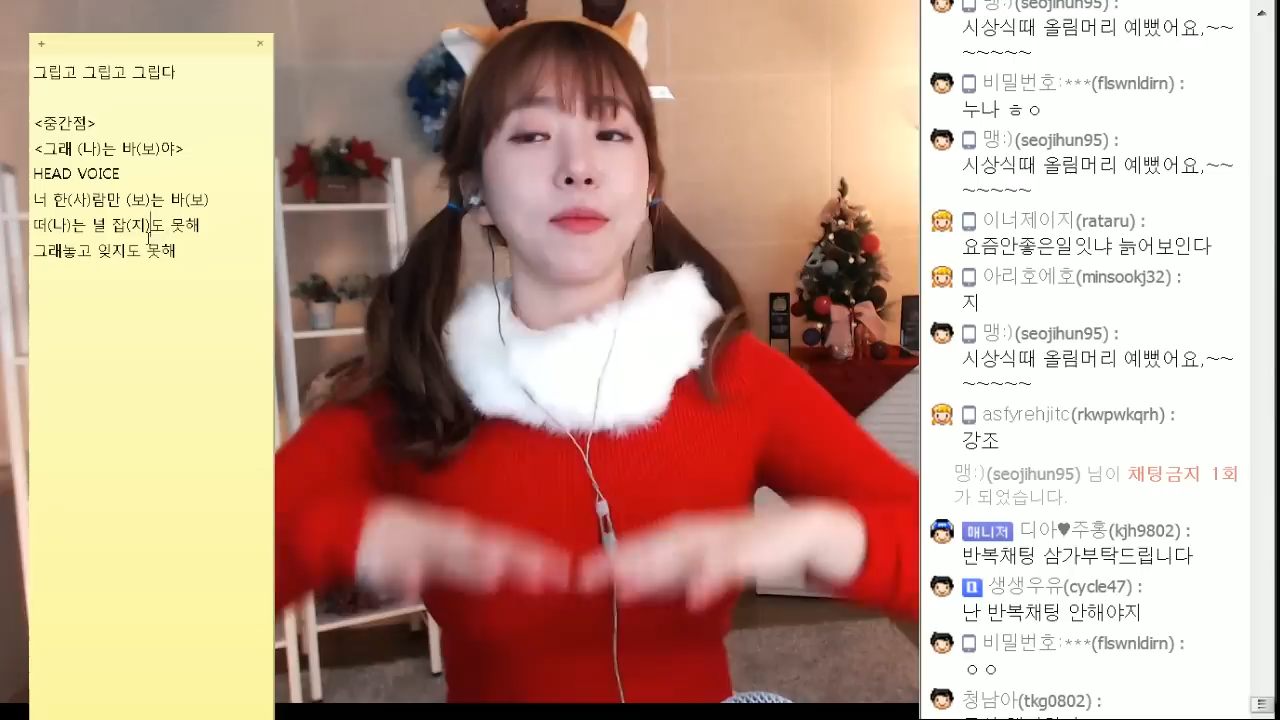 그립고 그립고 그립다
<중간점>
<그래 (나)는 바(보)야>
HEAD VOICE
너 한(사)람만 (보)는 바(보)
떠(나)는 널 잡(지)도 못해
그래놓고 잊지도 못해
맹:)(seojihun95) :
시상식때 올림머리 예뻤어요,~~
~~~~~
비밀번호:***(flswnldirn) :
누나 ㅎㅇ
맹:)(seojihun95) :
시상식때 올림머리 예뻤어요,~~
~~~~~
이너제이지(rataru) :
요즘안좋은일잇냐 늙어보인다
아리호에호(minsookj32) :
지
맹:)(seojihun95) :
시상식때 올림머리 예뻤어요,~~
~~~~~
asfyrehjitc(rkwpwkqrh) :
강조
맹:)(seojihun95) 님이 채팅금지 1회
가 되었습니다.
매니저 디아♥주홍(kjh9802) :
반복채팅 삼가부탁드립니다
생생우유(cycle47) :
난 반복채팅 안해야지
비밀번호:***(flswnldirn) :
ㅇㅇ
청남아(tkg0802) :